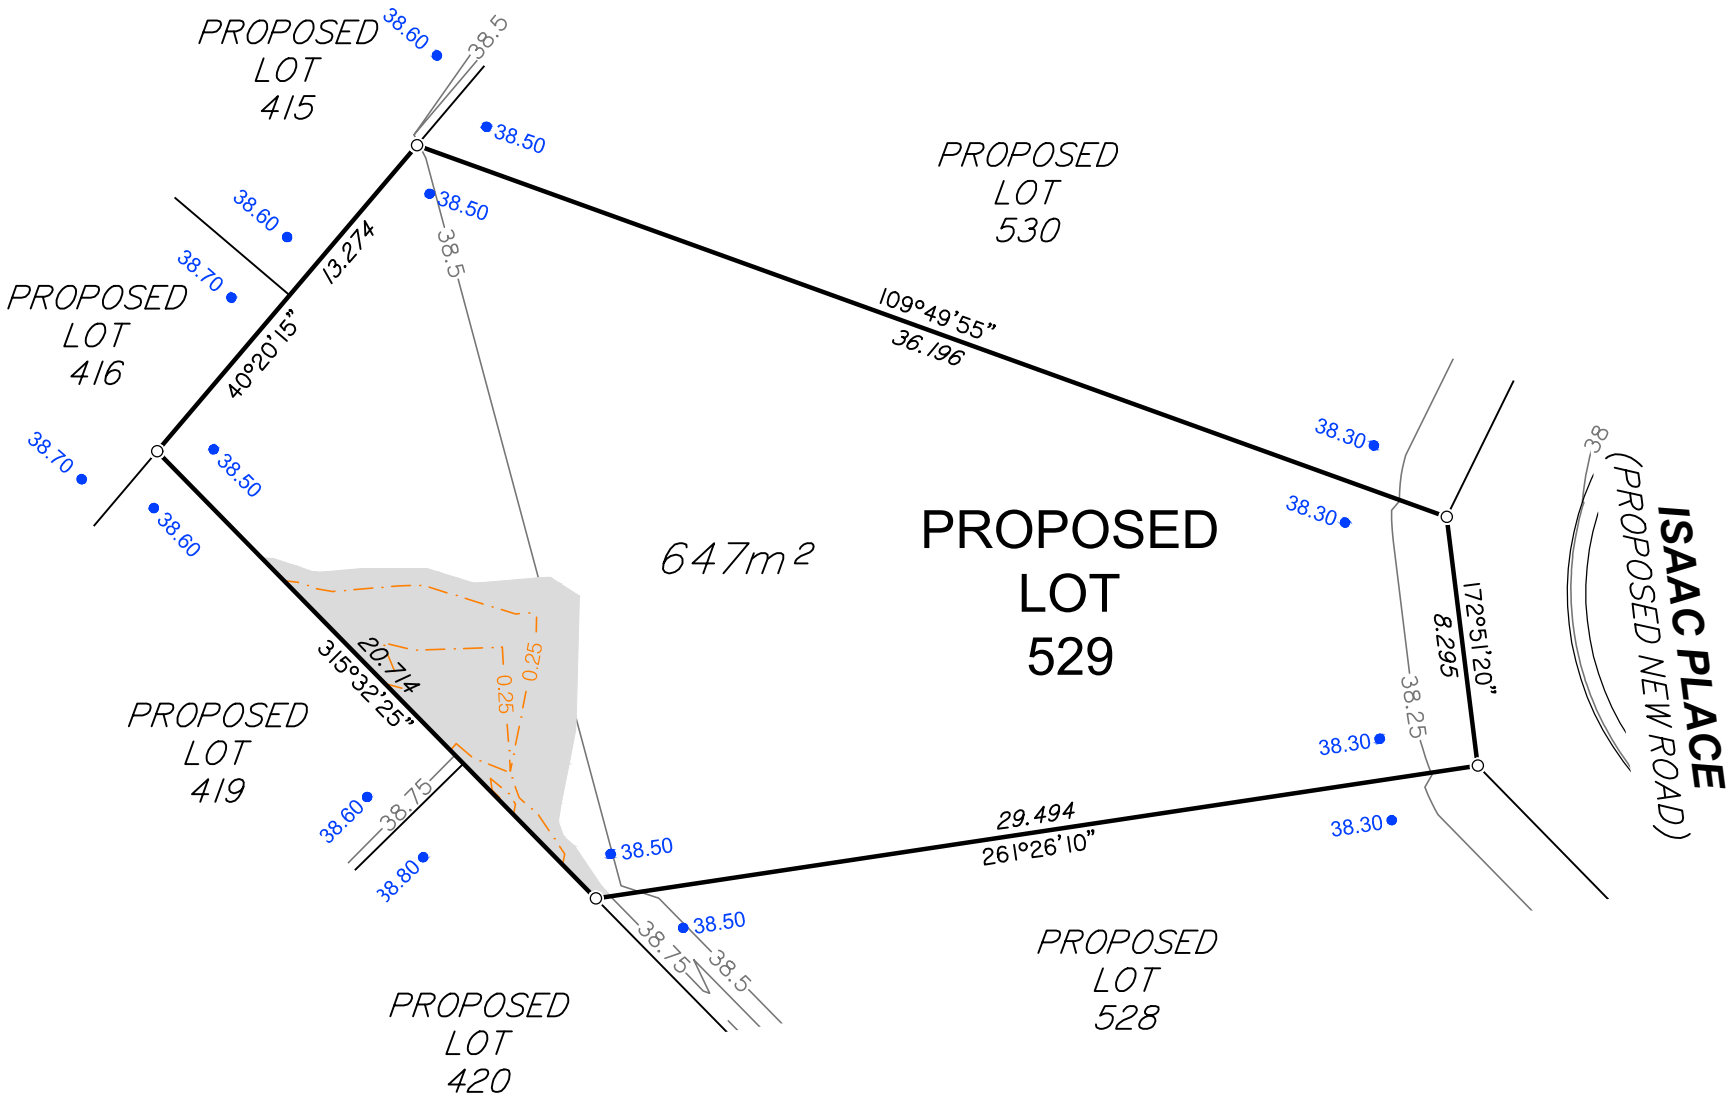 PROPOSED
LOT
415
38.60
38.5
38.50
38.50
PROPOSED
LOT
530
38.60
38.70
13.274
38.5
PROPOSED
LOT
416
40°20'15"
109°49'55"
36.196
38.70
38.50
38.60
38.30
38.30
38
ISAAC PLACE
(PROPOSED NEW ROAD)
647m²
PROPOSED
LOT
529
172°51'20"
8.295
38.25
20.714
315°32'25"
0.25
0.25
PROPOSED
LOT
419
38.60
38.75
38.80
38.30
38.30
29.494
261°26'10"
38.50
38.50
38.75
38.5
PROPOSED
LOT
528
PROPOSED
LOT
420